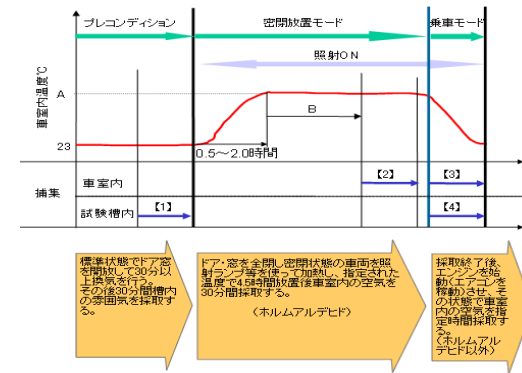 プレコンディション
密閉放置モード
乗車モード
照射ON
車室内温度℃
A
B
23
0.5～2.0時間
捕集
車室内
【2】
【3】
試験槽内
【1】
【4】
標準状態でドア窓
を開放して30分以
上換気を行う。
その後30分間槽内
の雰囲気を採取す
る。
ドア・窓を全閉し密閉状態の車両を照
射ランプ等を使って加熱し、指定された
温度で4.5時間放置後車室内の空気を
30分間採取する。
（ホルムアルデヒド）
採取終了後、
エンジンを始
動（エアコンを
稼動）させ、そ
の状態で車室
内の空気を指
定時間採取す
る。
（ホルムアル
デヒド以外）